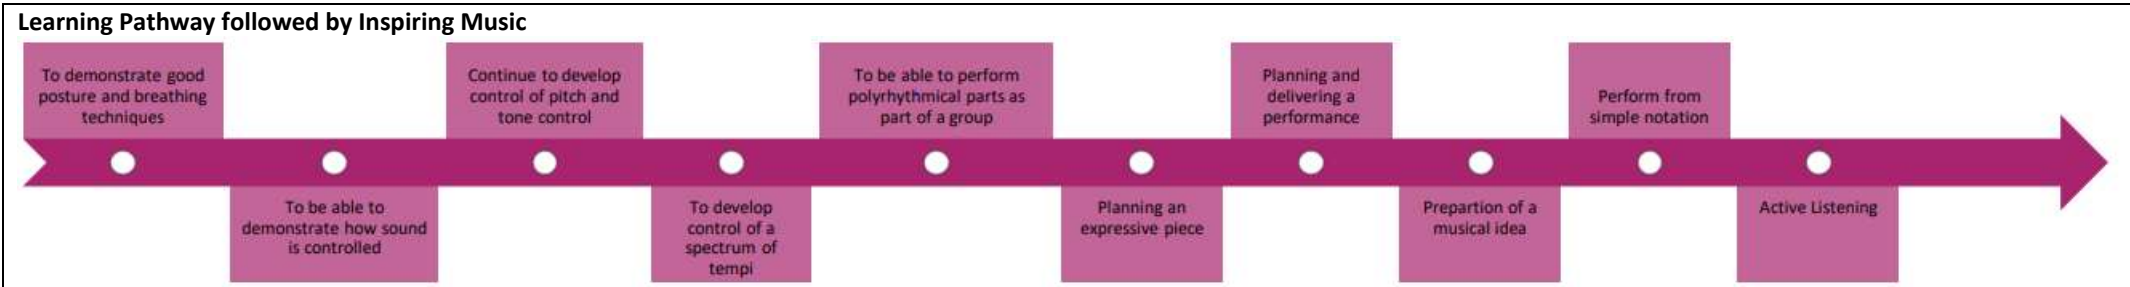 Learning Pathway followed by Inspiring Music
To demonstrate good
posture and breathing
techniques
To be able to
demonstrate how sound
is controlled
Continue to develop
control of pitch and
tone control
To develop
control of a
spectrum of
tempi
To be able to perform
polyrhythmical parts as
part of a group
Planning an
expressive piece
Planning and
delivering a
performance
Prepartion of a
musical idea
Perform from
simple notation
Active Listening